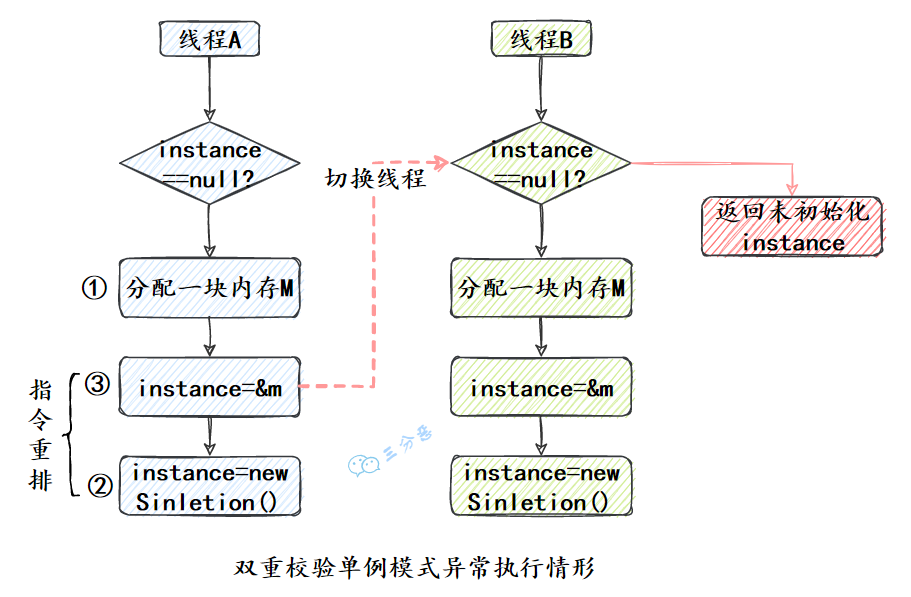 线程A
线程B
instance
==null?
切换线程
instance
==null?
返回未初始化
instance
①
分配一块内存M
分配一块内存M
指令重排
③
instance=&m
instance=&m
三分恶
②
instance=new
Sinletion()
instance=new
Sinletion()
双重校验单例模式异常执行情形